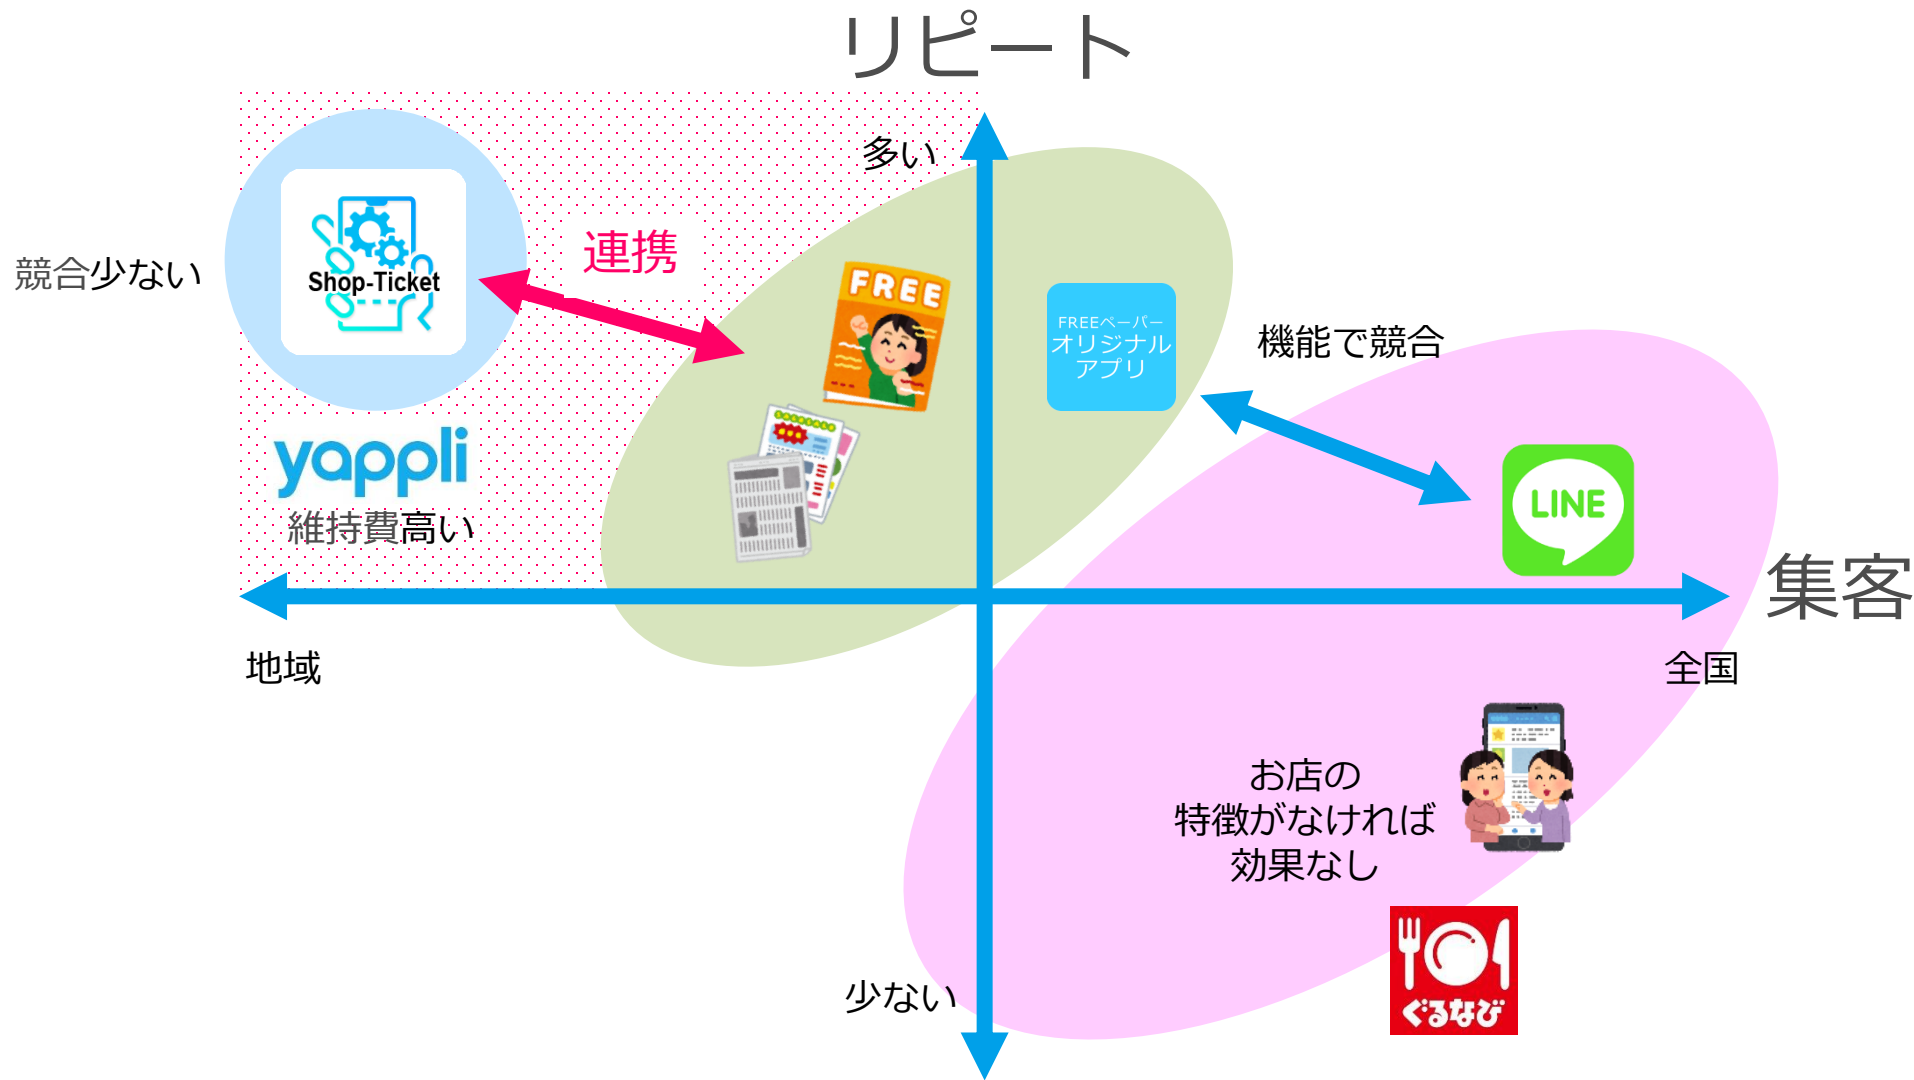 リピート
多い
競合少ない
Shop-Ticket
連携
FREE
FREEペーパー
オリジナル
アプリ
機能で競合
yappli
維持費高い
LINE
集客
地域
全国
お店の
特徴がなければ
効果なし
少ない
ぐるなび